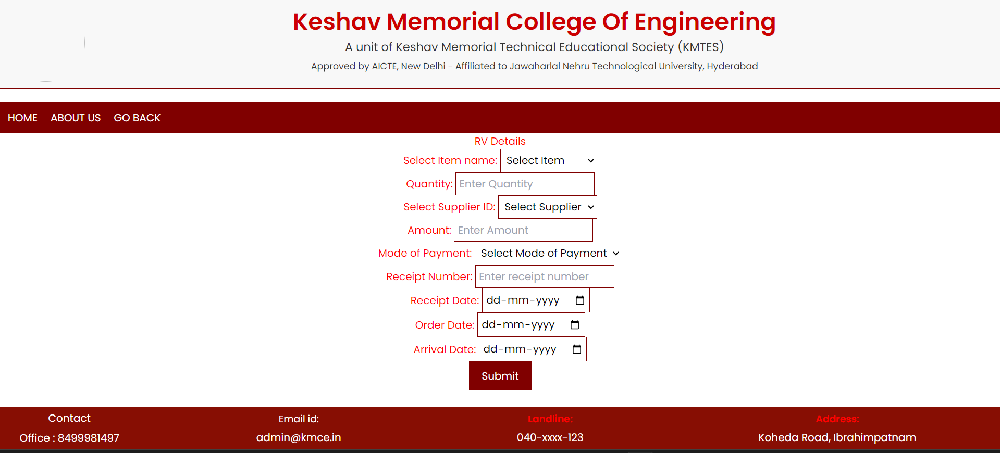 Keshav Memorial College Of Engineering
A unit of Keshav Memorial Technical Educational Society (KMTES)
Approved by AICTE, New Delhi - Affiliated to Jawaharlal Nehru Technological University, Hyderabad
HOME ABOUT US GO BACK
RV Details
Select Item name: Select Item
Quantity: Enter Quantity
Select Supplier ID: Select Supplier
Amount: Enter Amount
Mode of Payment: Select Mode of Payment
Receipt Number: Enter receipt number
Receipt Date: dd-mm-yyyy
Order Date: dd-mm-yyyy
Arrival Date: dd-mm-yyyy
Submit
Contact Email id: Landline: Address:
Office : 8499981497 admin@kmce.in 040-xxxx-123 Koheda Road, Ibrahimpatnam